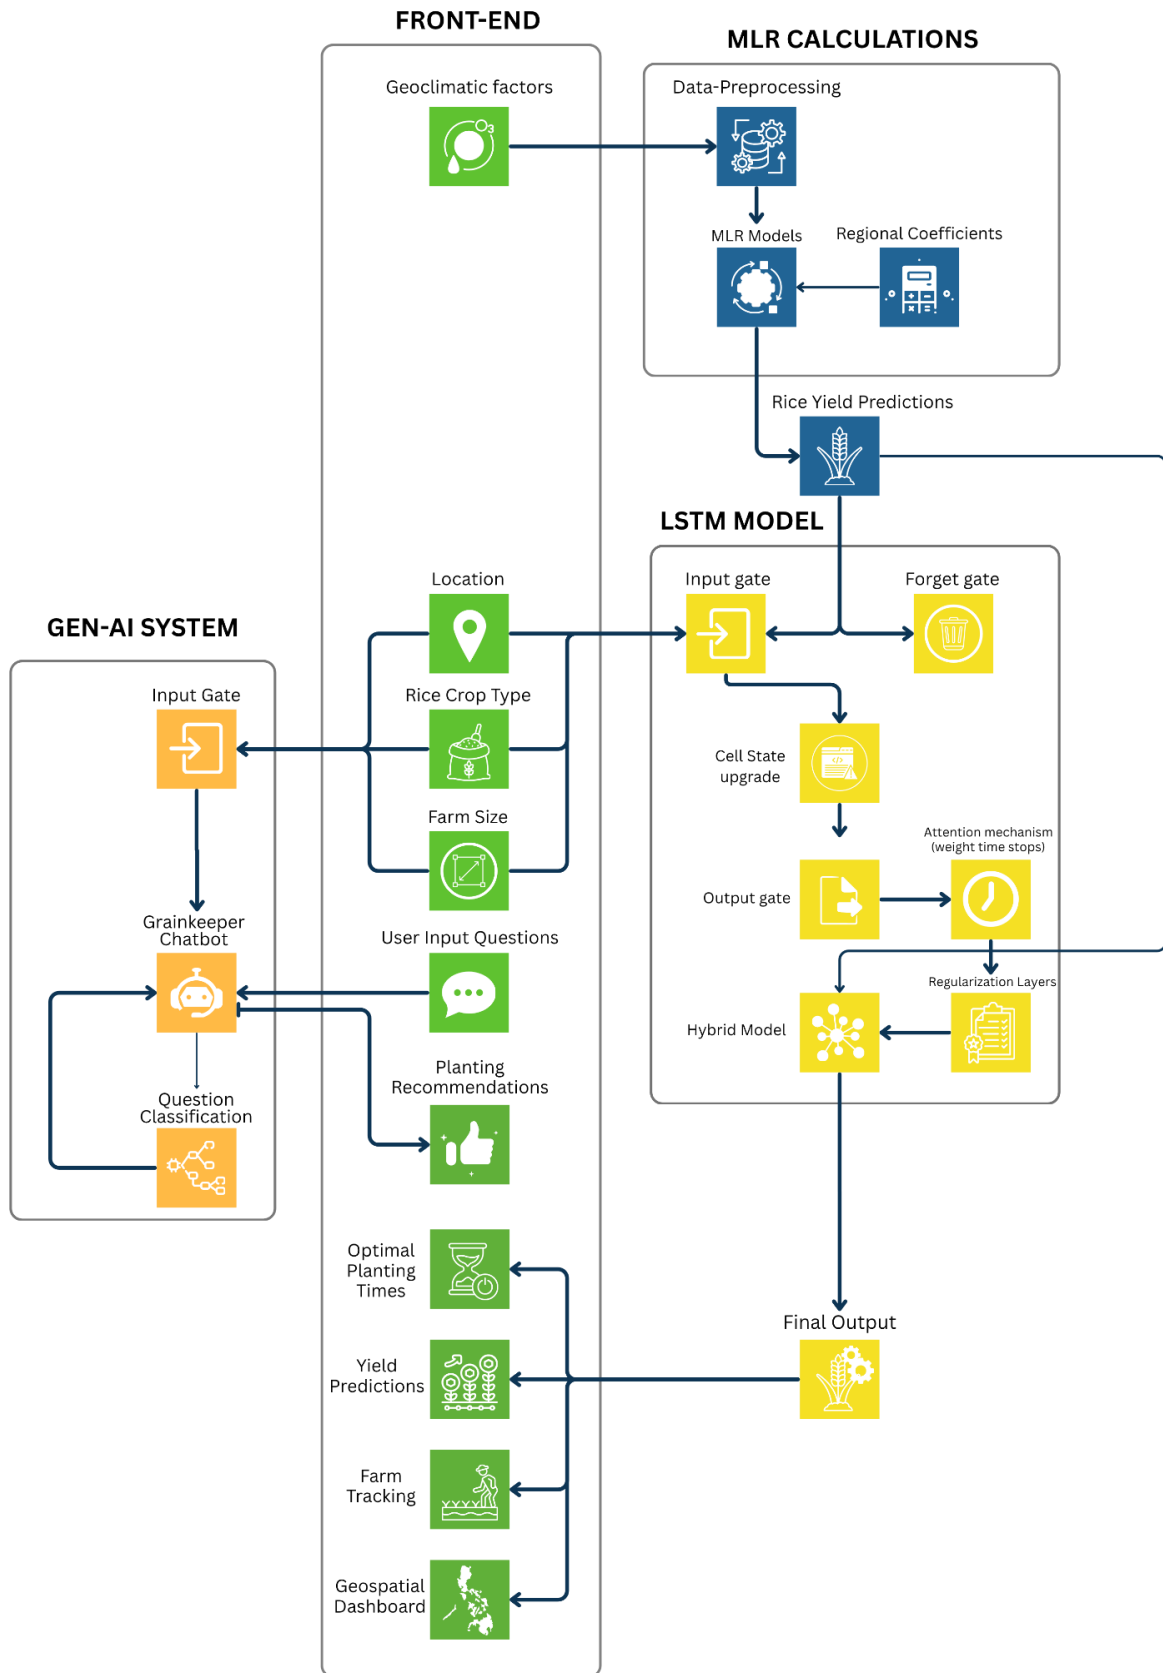 FRONT-END
MLR CALCULATIONS
Geoclimatic factors
Data-Preprocessing
O3
MLR Models
Regional Coefficients
Rice Yield Predictions
LSTM MODEL
Location
Input gate
Forget gate
GEN-AI SYSTEM
Input Gate
Rice Crop Type
Cell State
upgrade
Farm Size
Attention mechanism
(weight time stops)
Output gate
Grainkeeper
Chatbot
User Input Questions
Regularization Layers
Hybrid Model
Planting
Recommendations
Question
Classification
Optimal
Planting
Times
Final Output
Yield
Predictions
Farm
Tracking
Geospatial
Dashboard